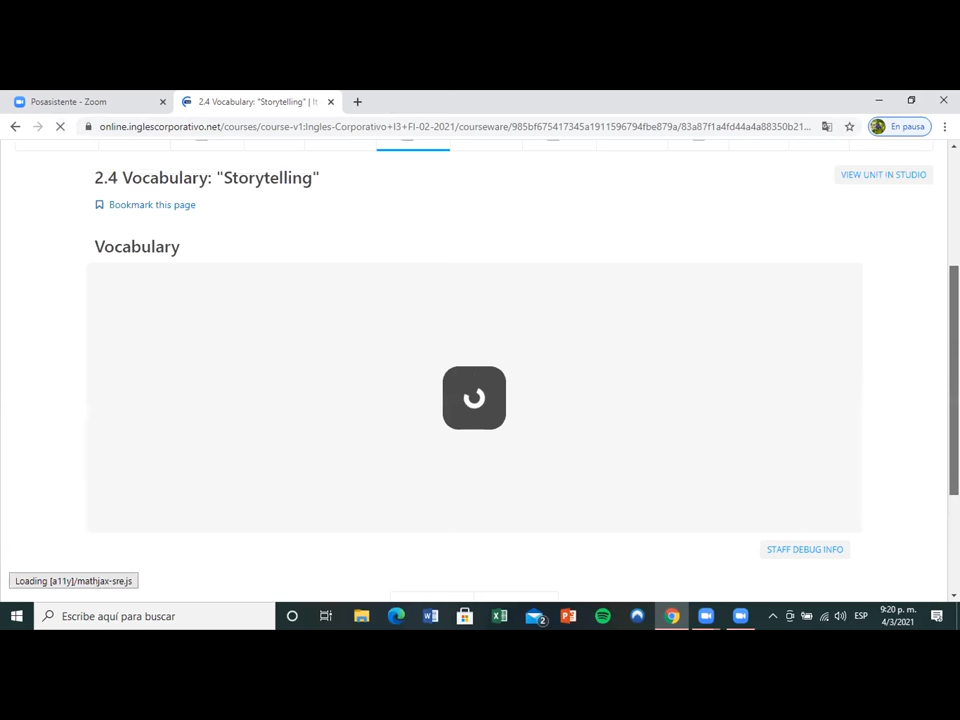 Posasistente - Zoom
2.4 Vocabulary: "Storytelling" | I
online.inglescorporativo.net/courses/course-v1:Ingles-Corporativo+I3+FI-02-2021/courseware/985bf675417345a1911596794fbe879a/83a87f1a4fd44a4a88350b21...
En pausa
2.4 Vocabulary: "Storytelling"
VIEW UNIT IN STUDIO
Bookmark this page
Vocabulary
STAFF DEBUG INFO
Loading [a11y]/mathjax-sre.js
Escribe aquí para buscar
2
ESP
9:20 p. m.
4/3/2021